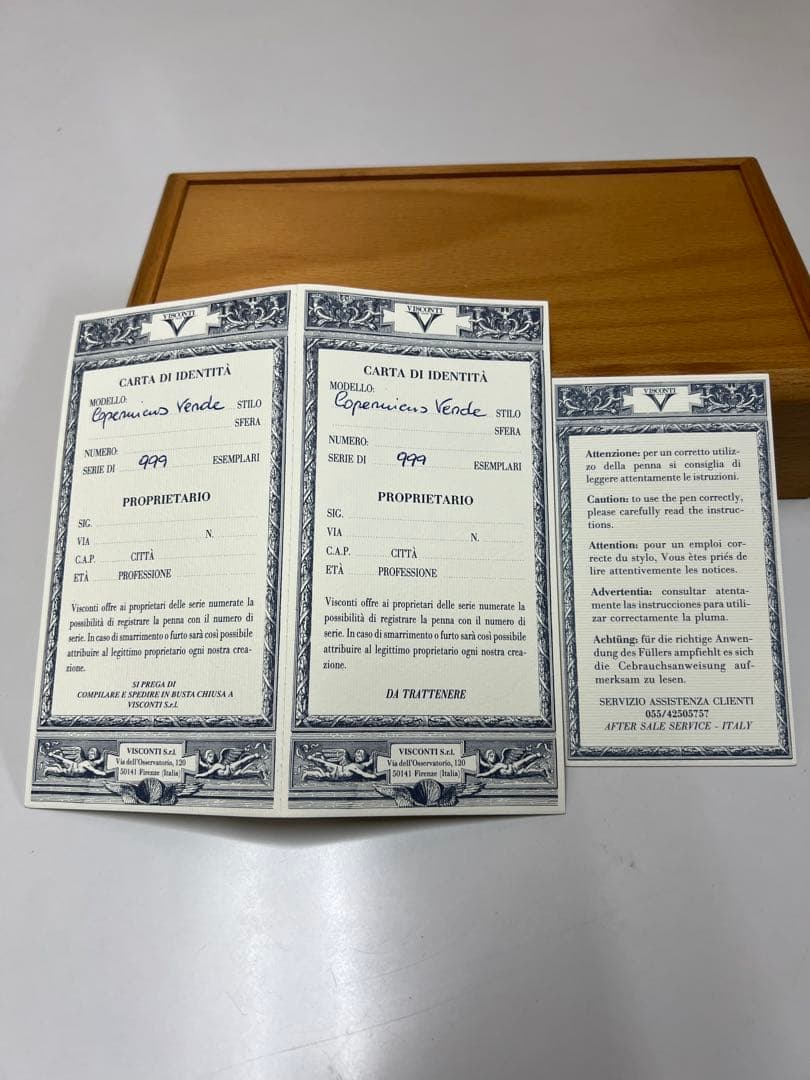 VISCONTI
CARTA DI IDENTITÀ
MODELLO:
Copernicus Verde STILO
SFERA
NUMERO:
SERIE DI 999 ESEMPLARI
PROPRIETARIO
SIG.
VIA N.
C.A.P. CITTÀ
ETÀ PROFESSIONE
Visconti offre ai proprietari delle serie numerate la
possibilità di registrare la penna con il numero di
serie. In caso di smarrimento o furto sarà così possibile
attribuire al legittimo proprietario ogni nostra crea-
zione.
SI PREGA DI
COMPILARE E SPEDIRE IN BUSTA CHIUSA A
VISCONTI S.r.l.
VISCONTI S.r.l.
Via dell'Osservatorio, 120
50141 Firenze (Italia)
VISCONTI
CARTA DI IDENTITÀ
MODELLO:
Copernicus Verde STILO
SFERA
NUMERO:
SERIE DI 999 ESEMPLARI
PROPRIETARIO
SIG.
VIA N.
C.A.P. CITTÀ
ETÀ PROFESSIONE
Visconti offre ai proprietari delle serie numerate la
possibilità di registrare la penna con il numero di
serie. In caso di smarrimento o furto sarà così possibile
attribuire al legittimo proprietario ogni nostra crea-
zione.
DA TRATTENERE
VISCONTI S.r.l.
Via dell'Osservatorio, 120
50141 Firenze (Italia)
VISCONTI
Attenzione: per un corretto utiliz-
zo della penna si consiglia di
leggere attentamente le istruzioni.
Caution: to use the pen correctly,
please carefully read the instruc-
tions.
Attention: pour un emploi cor-
recte du stylo, Vous ètes priés de
lire attentivement les notices.
Advertentia: consultar atenta-
mente las instrucciones para utili-
zar correctamente la pluma.
Achtüng: für die richtige Anwen-
dung des Füllers ampfiehlt es sich
die Cebrauchsanweisung auf-
merksam zu lesen.
SERVIZIO ASSISTENZA CLIENTI
055/42505757
AFTER SALE SERVICE - ITALY